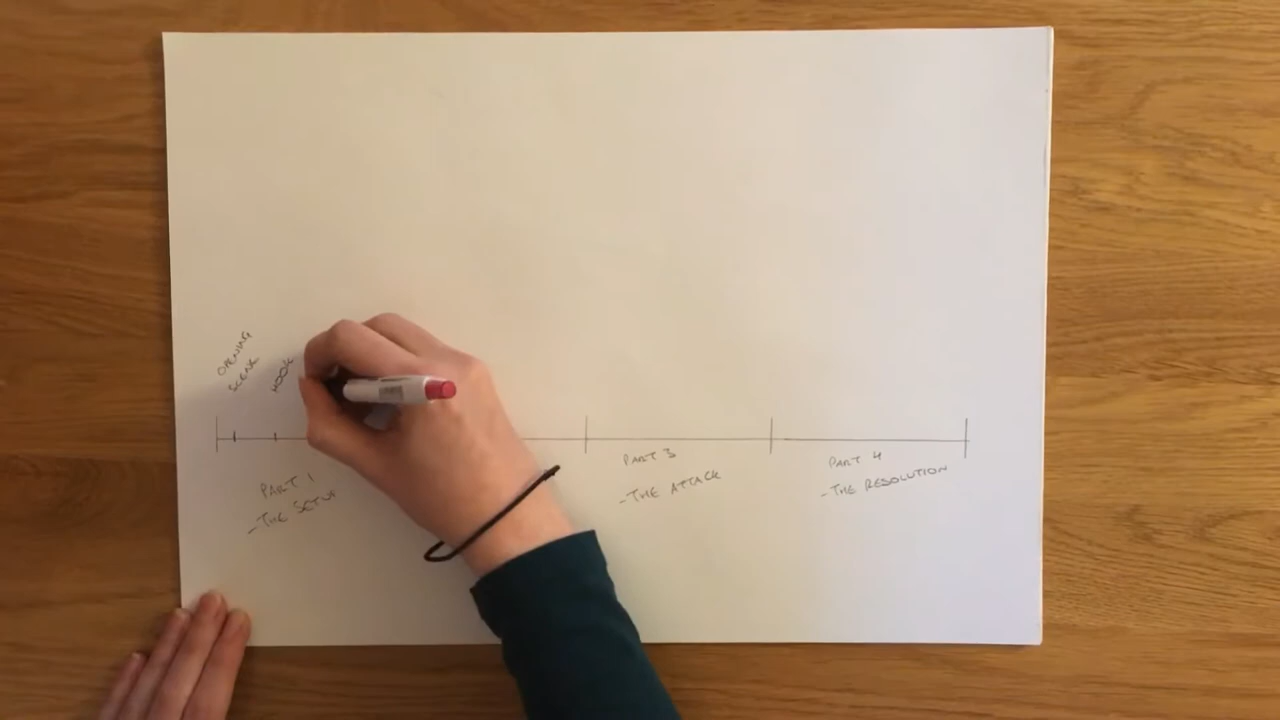 OPENING
SCENE
HOOK
PART 1
- THE SETUP
PART 3
- THE ATTACK
PART 4
- THE RESOLUTION